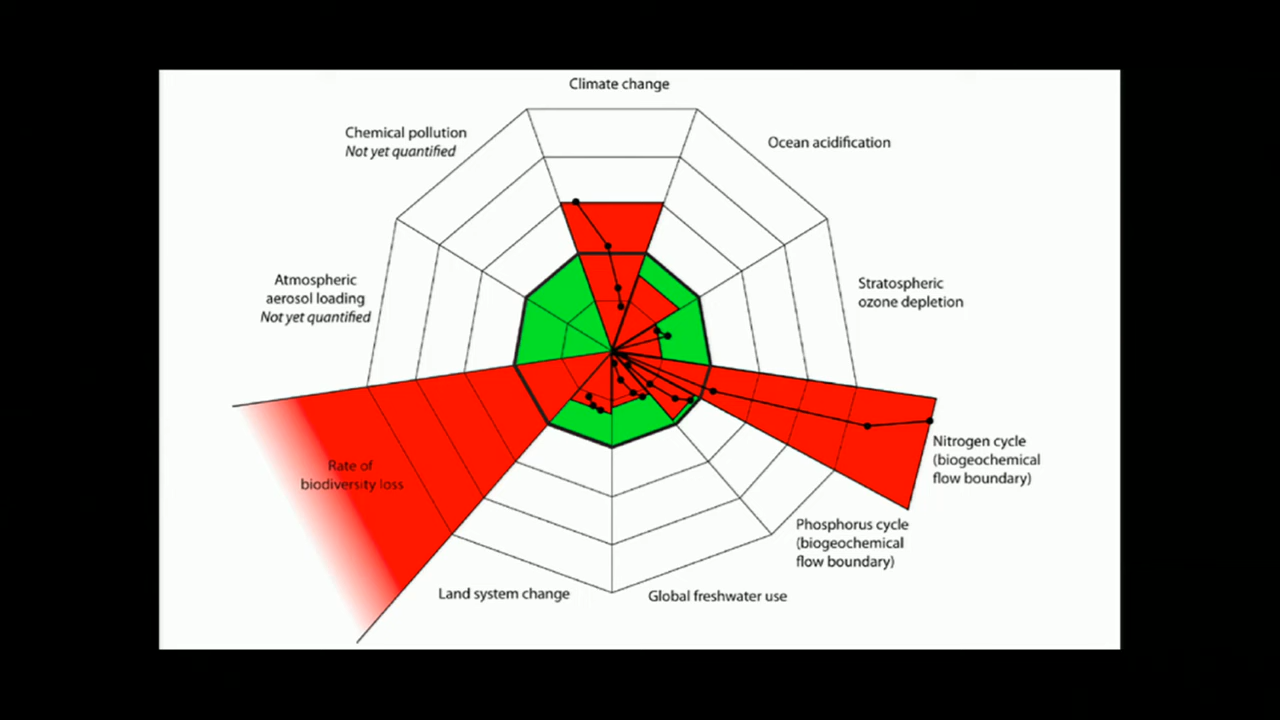 Climate change
Chemical pollution
Not yet quantified
Ocean acidification
Atmospheric
aerosol loading
Not yet quantified
Stratospheric
ozone depletion
Rate of
biodiversity loss
Nitrogen cycle
(biogeochemical
flow boundary)
Phosphorus cycle
(biogeochemical
flow boundary)
Land system change
Global freshwater use